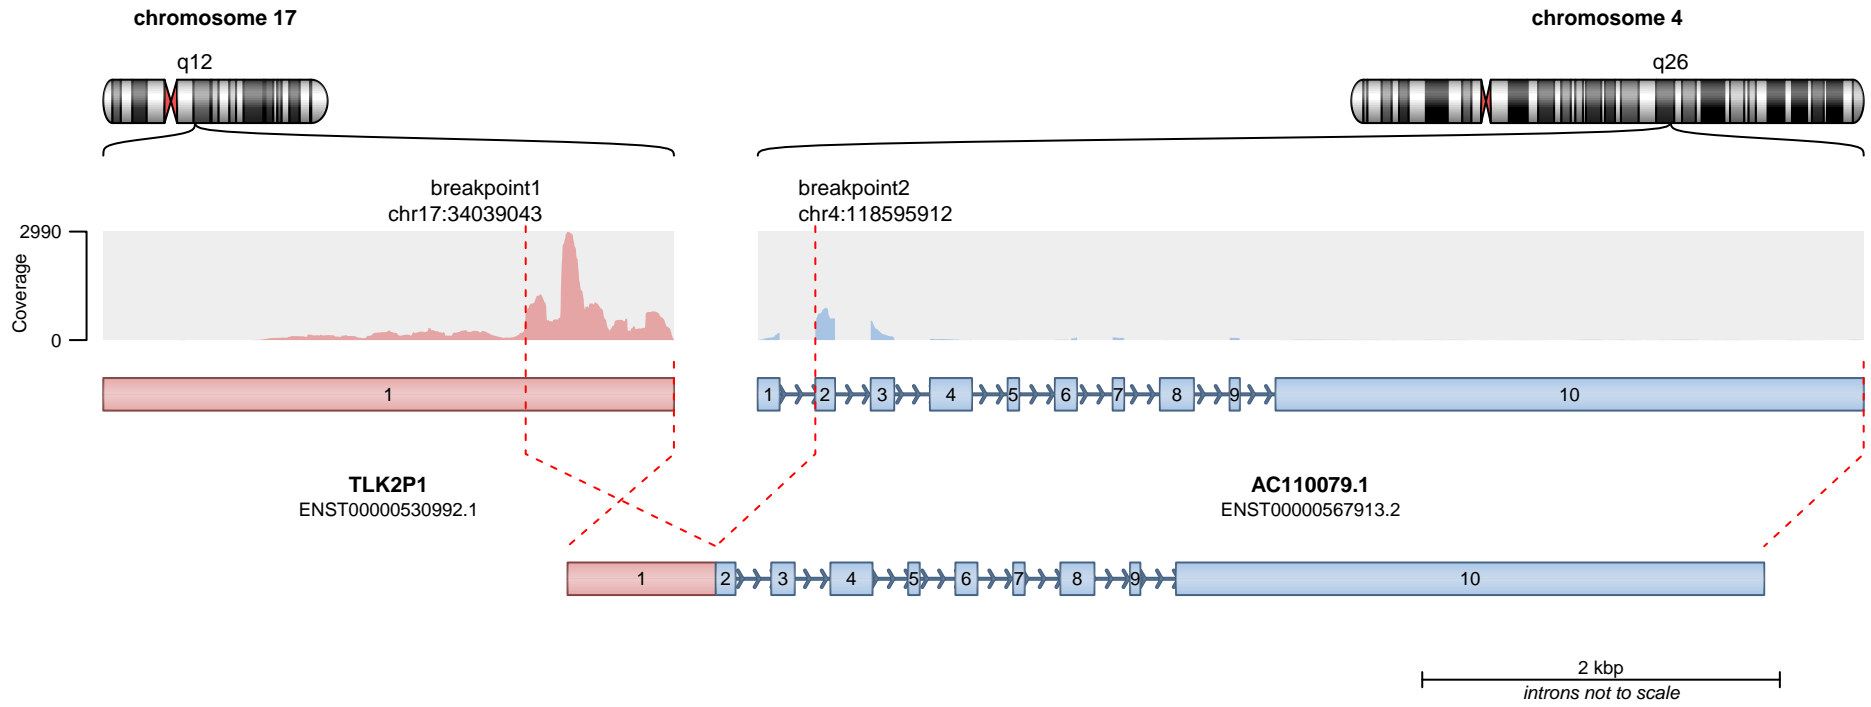 chromosome 17
chromosome 4
q12
q26
breakpoint1
chr17:34039043
breakpoint2
chr4:118595912
2990
0
Coverage
1
1 2 3 4 5 6 7 8 9 10
TLK2P1
ENST00000530992.1
AC110079.1
ENST00000567913.2
1 2 3 4 5 6 7 8 9 10
2 kbp
introns not to scale